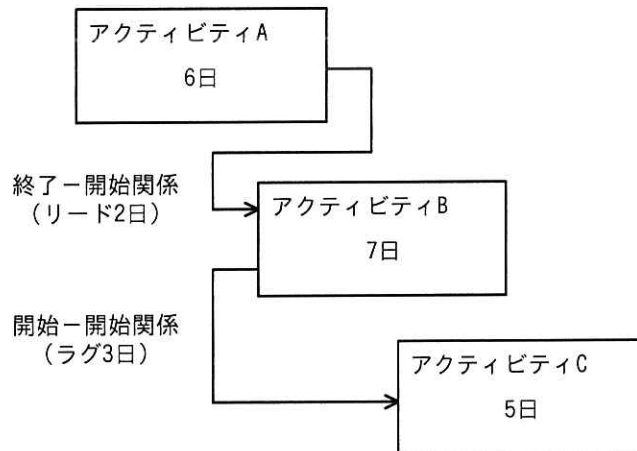 アクティビティA
6日
終了－開始関係
（リード2日）
アクティビティB
7日
開始－開始関係
（ラグ3日）
アクティビティC
5日